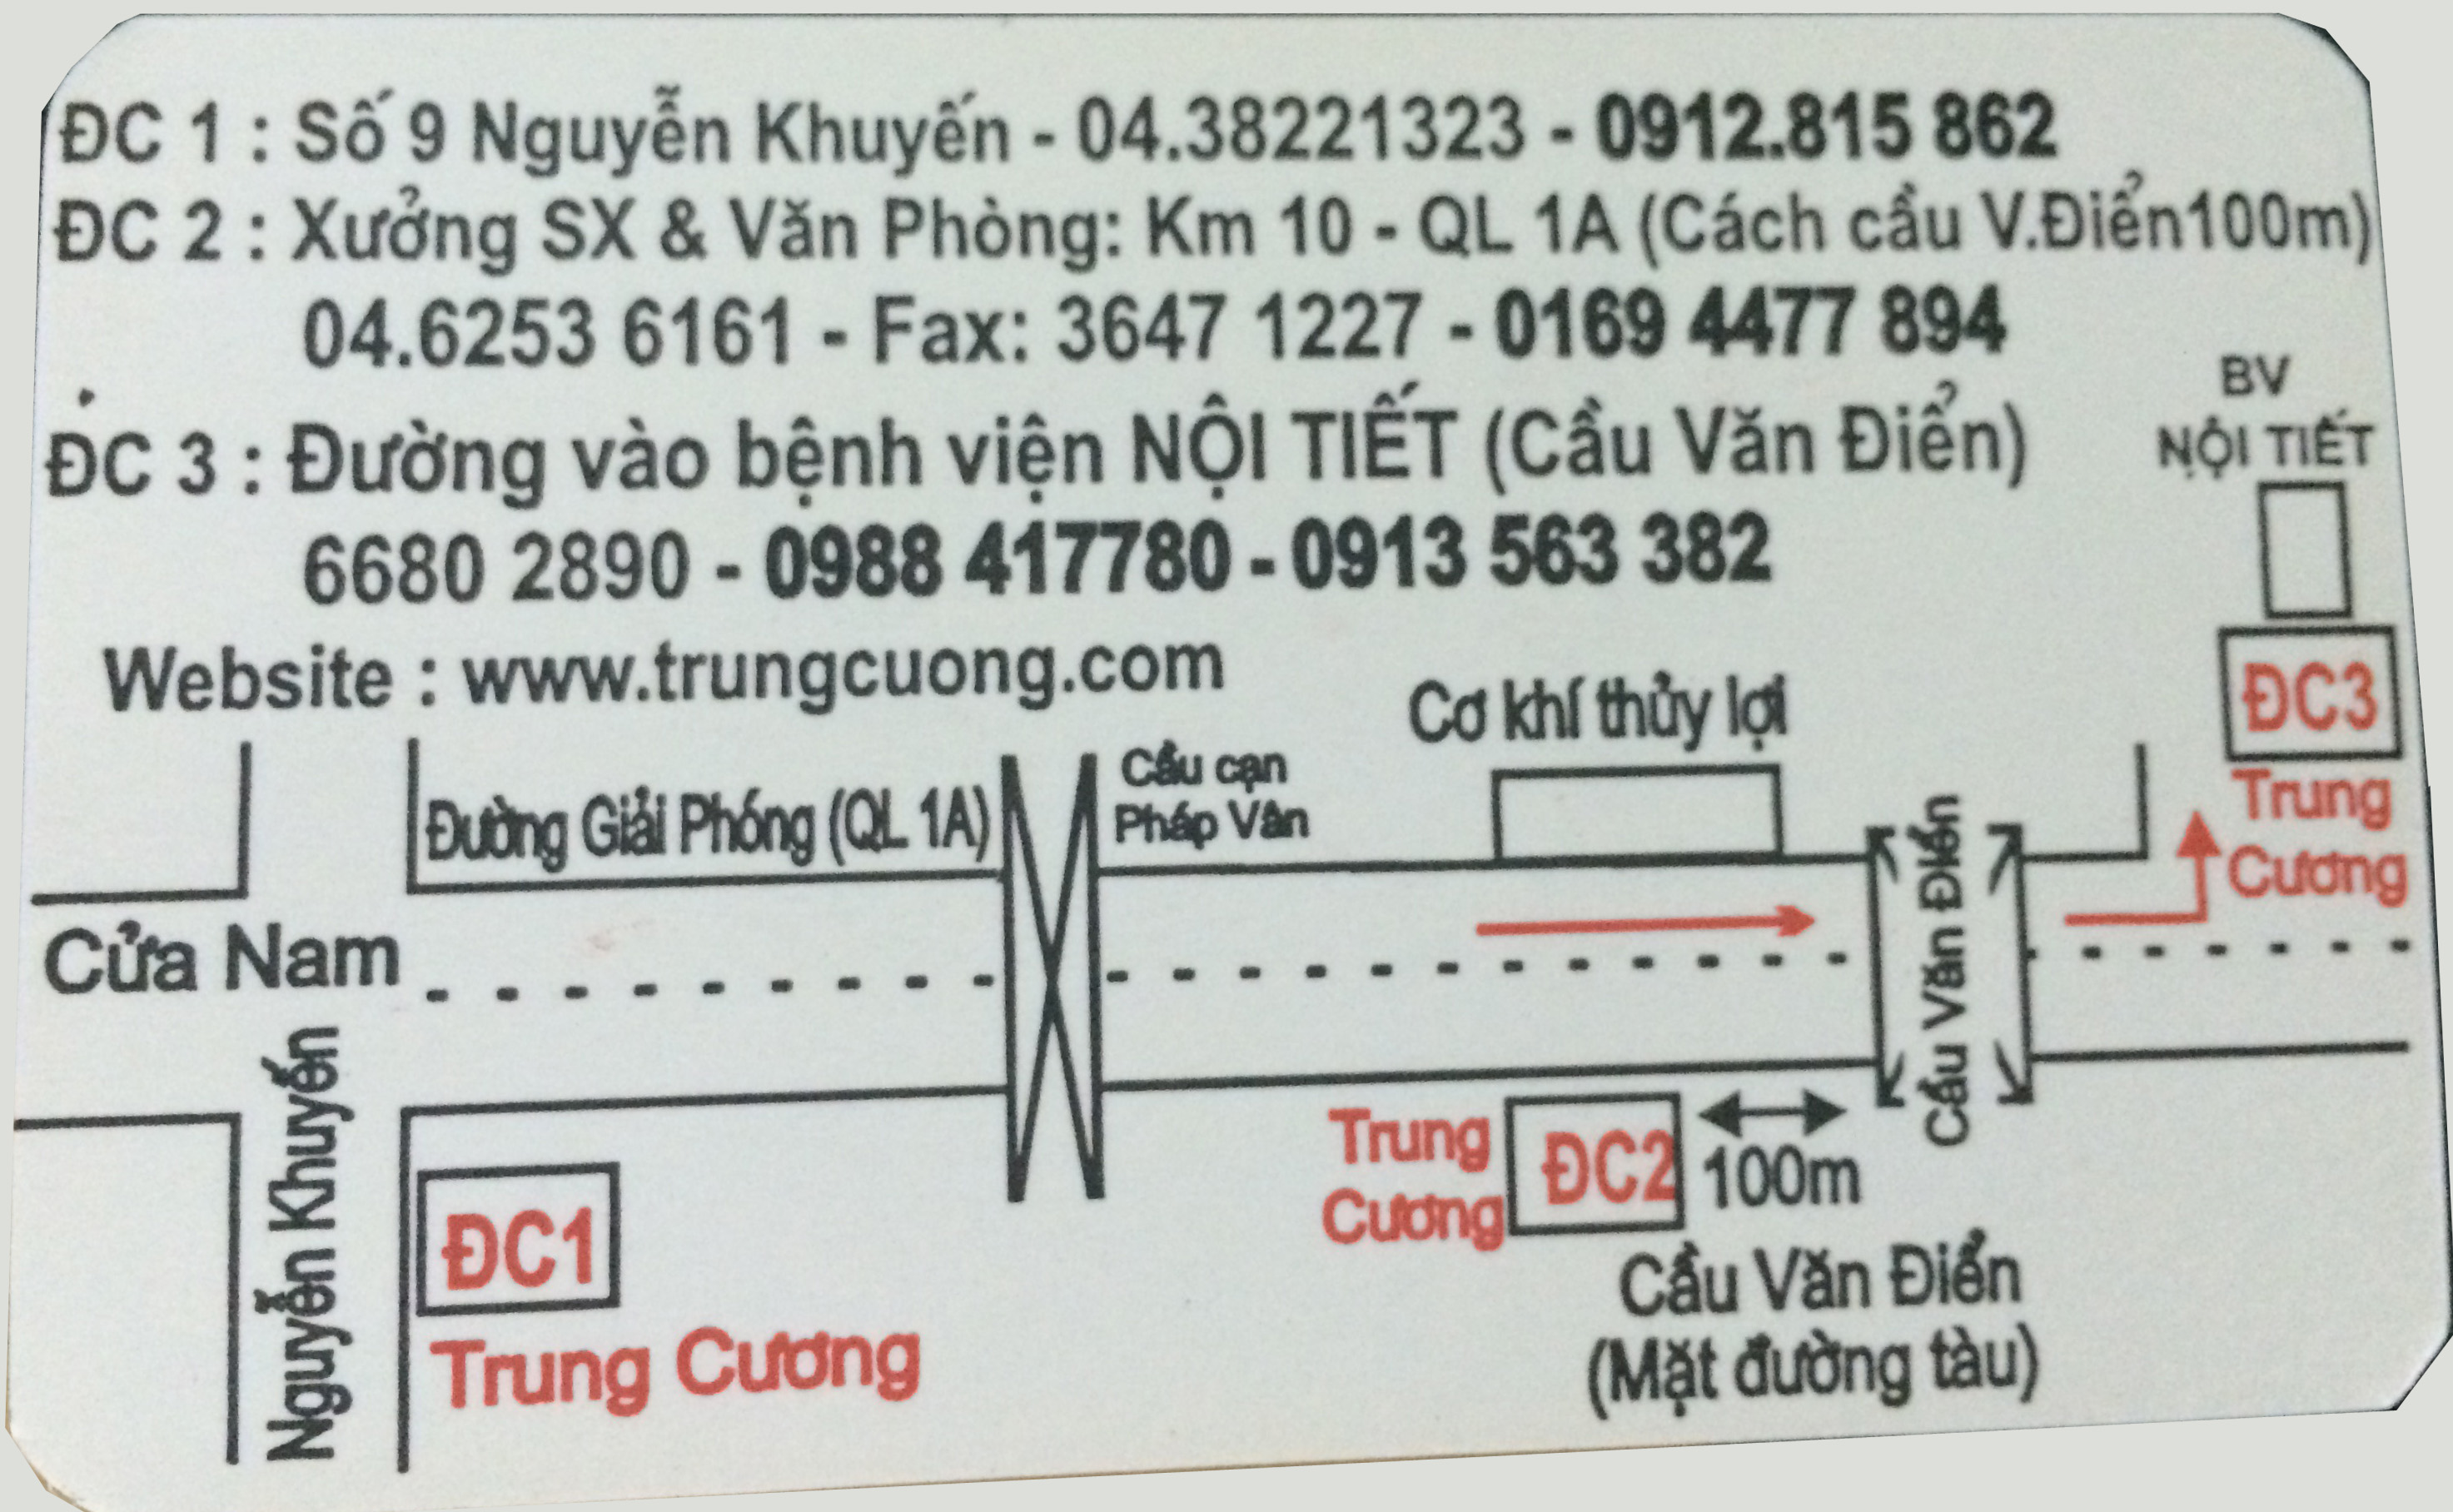 ĐC 1 : Số 9 Nguyễn Khuyến - 04.38221323 - 0912.815 862
ĐC 2 : Xưởng SX & Văn Phòng: Km 10 - QL 1A (Cách cầu V.Điển100m)
04.6253 6161 - Fax: 3647 1227 - 0169 4477 894
ĐC 3 : Đường vào bệnh viện NỘI TIẾT (Cầu Văn Điển)
6680 2890 - 0988 417780 - 0913 563 382
Website : www.trungcuong.com
BV
NỘI TIẾT
ĐC3
Trung
Cương
Cơ khí thủy lợi
Cầu cạn
Pháp Vân
Đường Giải Phóng (QL 1A)
Cửa Nam
Cầu Văn Điển
Nguyễn Khuyến
ĐC1
Trung Cương
Trung
Cương
ĐC2
100m
Cầu Văn Điển
(Mặt đường tàu)